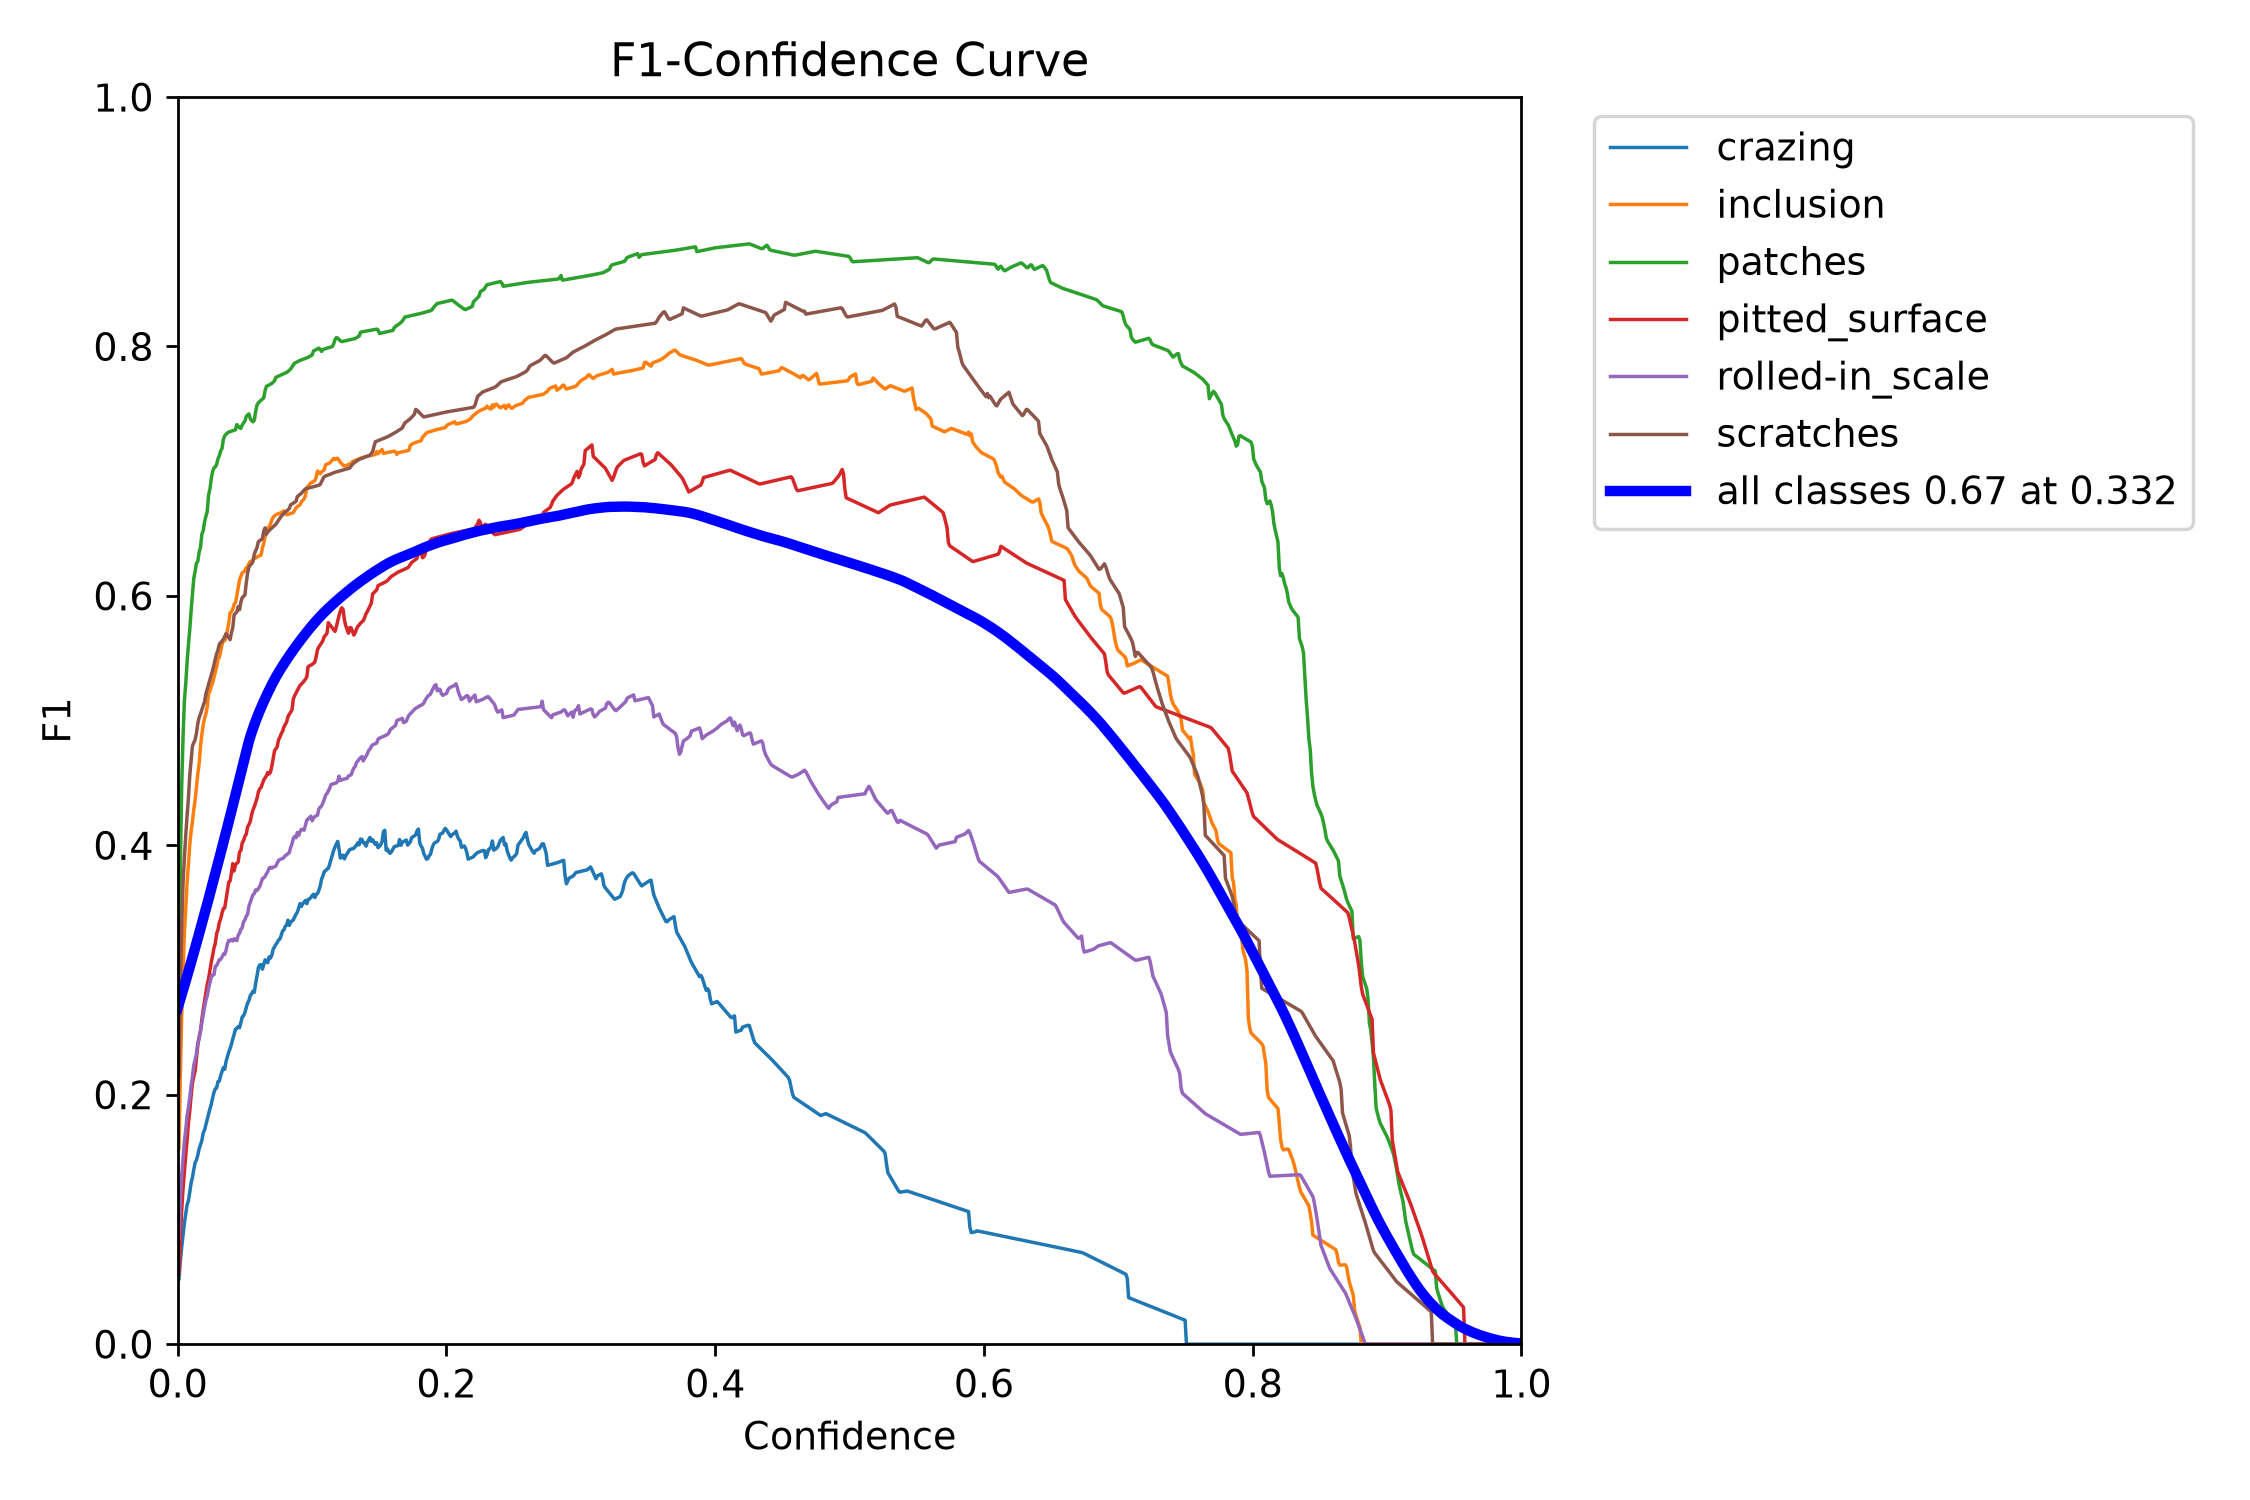 F1-Confidence Curve
1.0
0.8
0.6
0.4
0.2
0.0
F1
0.0 0.2 0.4 0.6 0.8 1.0
Confidence
crazing
inclusion
patches
pitted_surface
rolled-in_scale
scratches
all classes 0.67 at 0.332